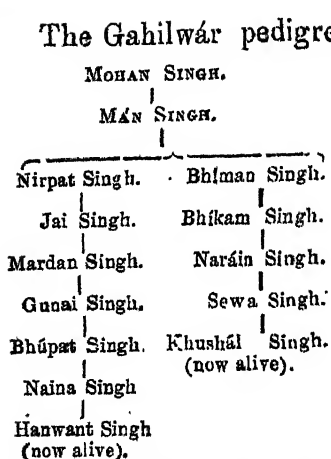 The Gahilwár pedigre
MOHAN SINGH.
MÁN SINGH.
Nirpat Singh. Bhíman Singh.
Jai Singh. Bhíkam Singh.
Mardan Singh. Naráin Singh.
Gunai Singh. Sewa Singh.
Bhúpat Singh. Khushál Singh.
(now alive).
Naina Singh
Hanwant Singh
(now alive).